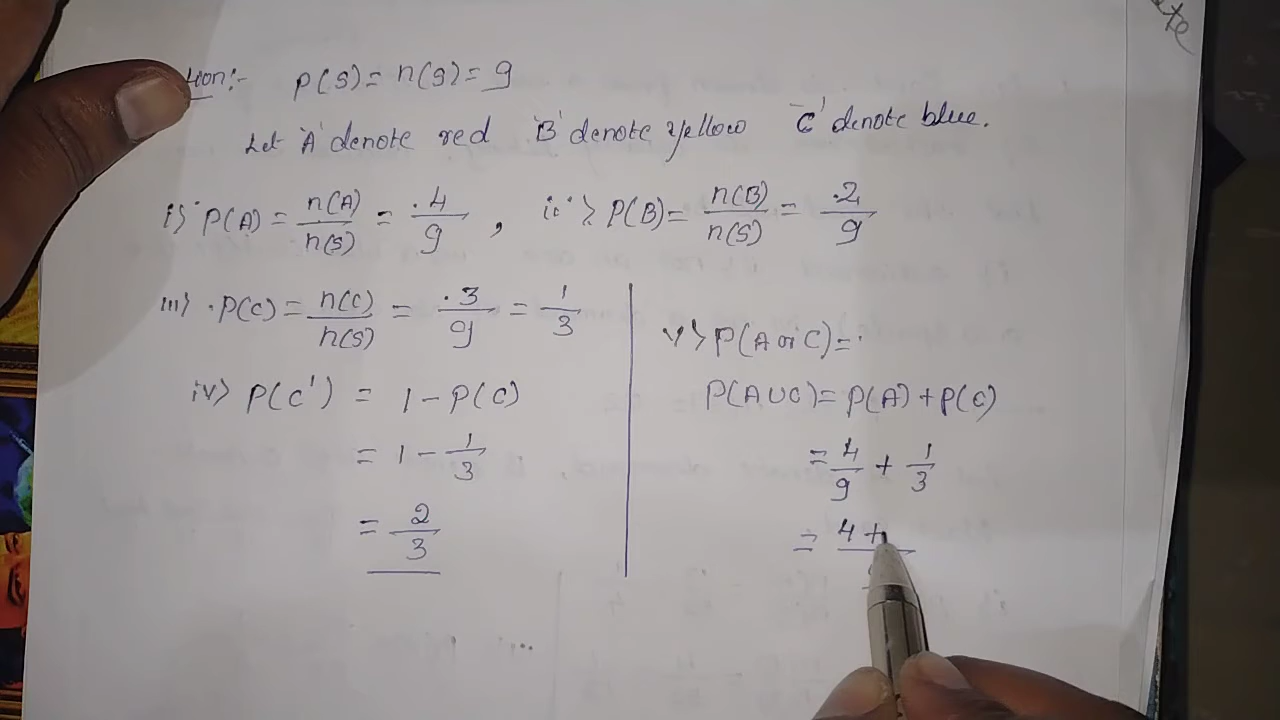 tion:- P(S) = n(S) = 9
Let 'A' denote red 'B' denote yellow 'C' denote blue.
i> P(A) = n(A)/n(S) = 4/9 , ii> P(B) = n(B)/n(S) = 2/9
iii> P(C) = n(C)/n(S) = 3/9 = 1/3
iv> P(C') = 1 - P(C)
= 1 - 1/3
= 2/3
v> P(A or C) =
P(A∪C) = P(A) + P(C)
= 4/9 + 1/3
= 4 +